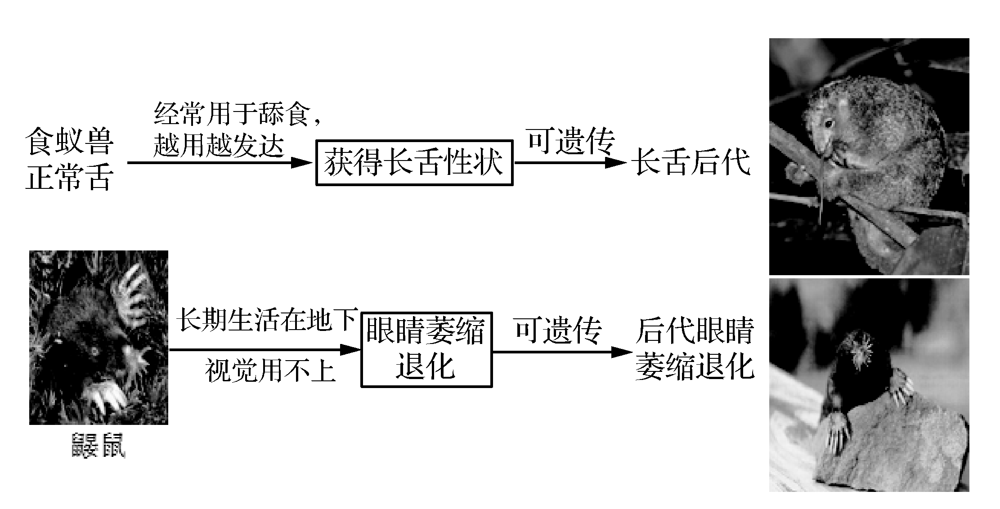 食蚁兽
正常舌
经常用于舔食,
越用越发达
获得长舌性状
可遗传
长舌后代
鼹鼠
长期生活在地下
视觉用不上
眼睛萎缩
退化
可遗传
后代眼睛
萎缩退化